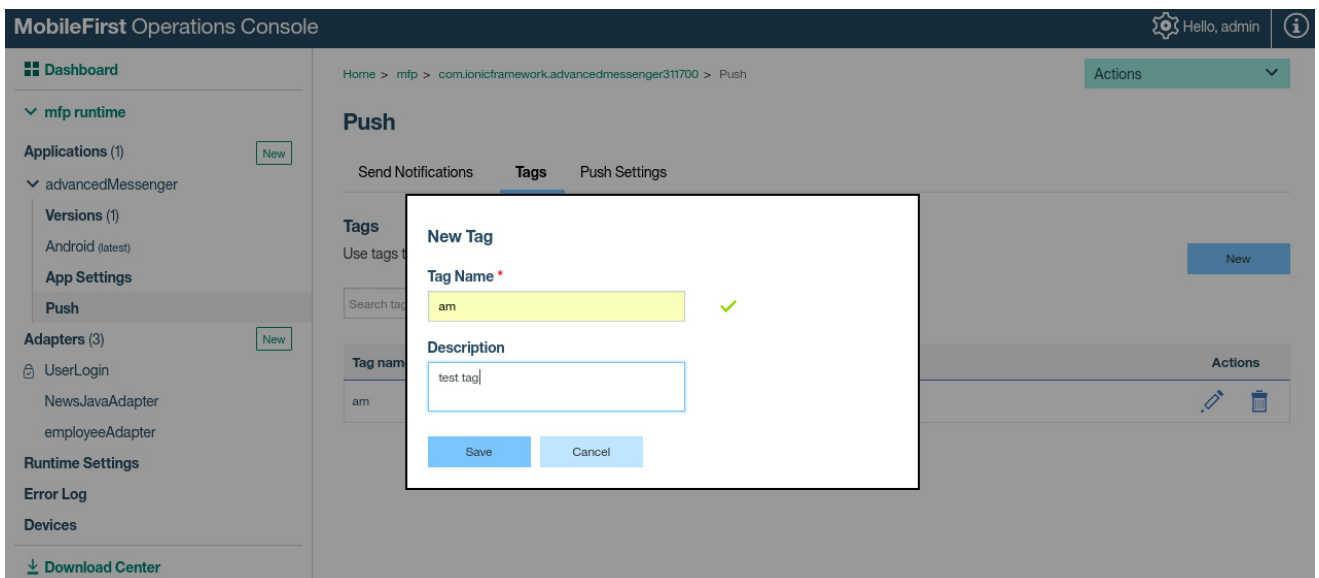 MobileFirst Operations Console
Hello, admin
Dashboard
mfp runtime
Applications (1) New
advancedMessenger
Versions (1)
Android (latest)
App Settings
Push
Adapters (3) New
UserLogin
NewsJavaAdapter
employeeAdapter
Runtime Settings
Error Log
Devices
Download Center
Home > mfp > com.ionicframework.advancedmessenger311700 > Push
Actions
Push
Send Notifications Tags Push Settings
Tags
Use tags t
New
Search tag
Tag nam Actions
am
New Tag
Tag Name *
am
Description
test tag
Save Cancel